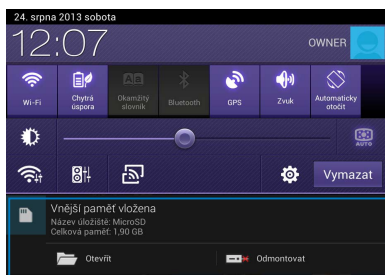 24. srpna 2013 sobota
12:07
OWNER
Wi-Fi
Chytrá úspora
Okamžitý slovník
Bluetooth
GPS
Zvuk
Automaticky otočit
AUTO
Vymazat
Vnější paměť vložena
Název úložiště: MicroSD
Celková paměť: 1,90 GB
Otevřít
Odmontovat